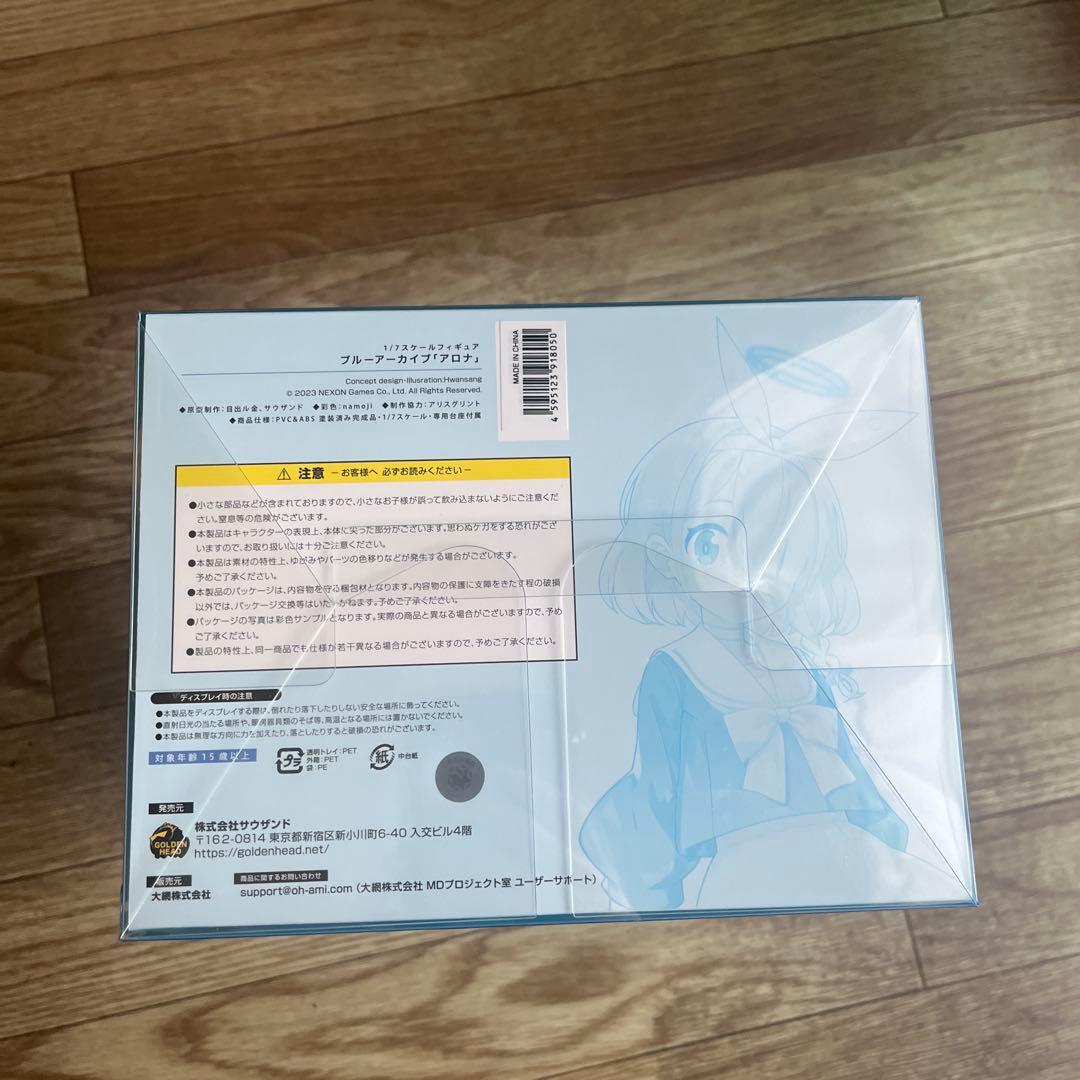 1/7スケールフィギュア
ブルーアーカイブ「アロナ」
Concept design・Illusration:Hwansang
© 2023 NEXON Games Co., Ltd. All Rights Reserved.
◆原型制作：目出ル金、サウザンド ◆彩色：namoji ◆制作協力：アリスグリント
◆商品仕様：PVC&ABS 塗装済み完成品・1/7スケール・専用台座付属
MADE IN CHINA
4 595123 918050
⚠ 注意 －お客様へ 必ずお読みください－
●小さな部品などが含まれておりますので、小さなお子様が誤って飲み込まないようにご注意くだ
さい。窒息等の危険がございます。
●本製品はキャラクターの表現上、本体に尖った部分がございます。思わぬケガをする恐れがござ
いますので、お取り扱いには十分ご注意ください。
●本製品は素材の特性上、ゆがみやパーツの色移りなどが発生する場合がございます。
予めご了承ください。
●本製品のパッケージは、内容物を守る梱包材となります。内容物の保護に支障をきたす程の破損
以外では、パッケージ交換等はいたしかねます。予めご了承ください。
●パッケージの写真は彩色サンプルとなります。実際の商品と異なる場合がございますので、予め
ご了承ください。
●製品の特性上、同一商品でも仕様が若干異なる場合がございますので、予めご了承ください。
ディスプレイ時の注意
●本製品をディスプレイする際は、倒れたり落下したりしない安全な場所に飾ってください。
●直射日光の当たる場所や、暖房器具類のそば等、高温となる場所には置かないでください。
●本製品は無理な方向に力を加えたり、落としたりすると破損の恐れがございます。
対象年齢15歳以上
プラ
透明トレイ：PET
外箱：PET
袋：PE
紙
中台紙
発売元
GOLDEN HEAD
株式会社サウザンド
〒162-0814 東京都新宿区新小川町6-40 入交ビル4階
https://goldenhead.net/
販売元
大網株式会社
商品に関するお問い合わせ
support@oh-ami.com（大網株式会社 MDプロジェクト室 ユーザーサポート）